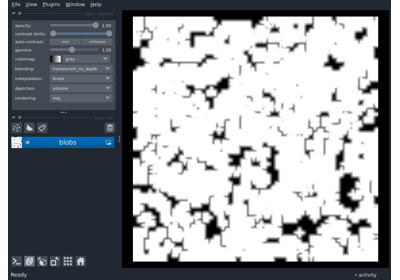 File View Plugins Window Help
opacity: 1.00
contrast limits:
auto-contrast: once continuous
gamma: 1.00
colormap: gray
blending: translucent_no_depth
interpolation: linear
depiction: volume
rendering: mip
blobs
Ready
activity